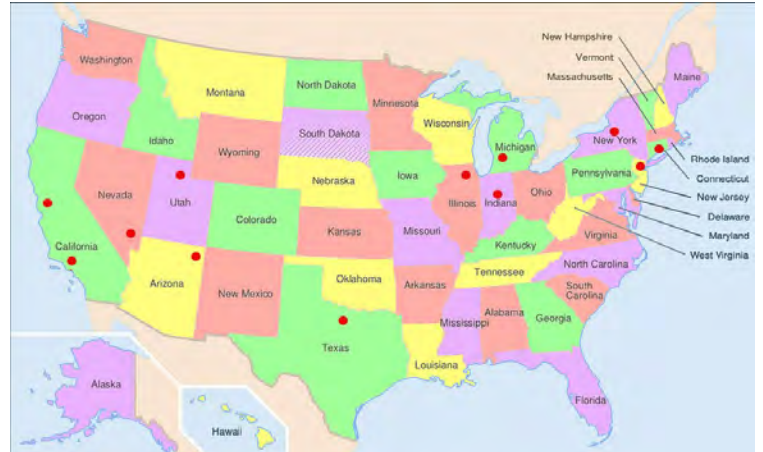 New Hampshire
Vermont
Massachusetts
Maine
Washington
Montana
North Dakota
Minnesota
Oregon
Idaho
Wyoming
South Dakota
Wisconsin
Michigan
New York
Rhode Island
Connecticut
New Jersey
Delaware
Maryland
West Virginia
Pennsylvania
Nebraska
Iowa
Nevada
Utah
Colorado
Kansas
Missouri
Illinois
Indiana
Ohio
Virginia
Kentucky
California
Arizona
New Mexico
Oklahoma
Arkansas
Tennessee
North Carolina
South
Carolina
Texas
Louisiana
Mississippi
Alabama
Georgia
Florida
Alaska
Hawaii